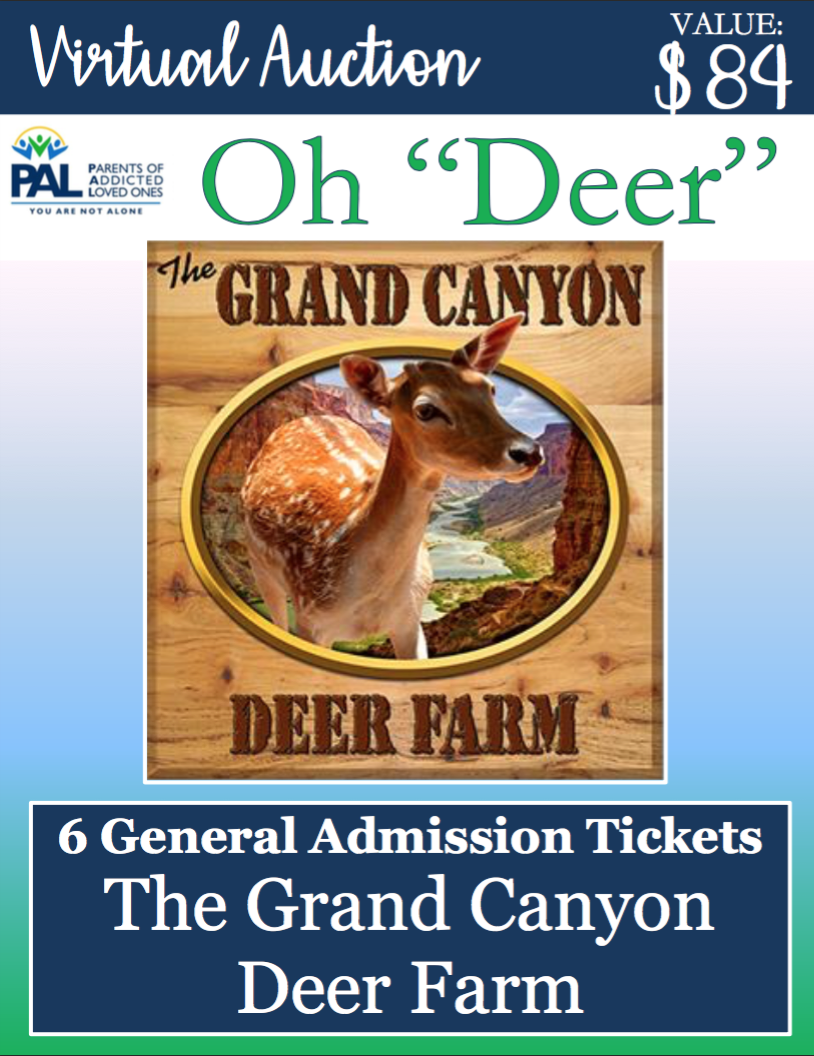 Virtual Auction
VALUE:
$84
PAL
PARENTS OF
ADDICTED
LOVED ONES
YOU ARE NOT ALONE
Oh “Deer”
The GRAND CANYON
DEER FARM
6 General Admission Tickets
The Grand Canyon
Deer Farm